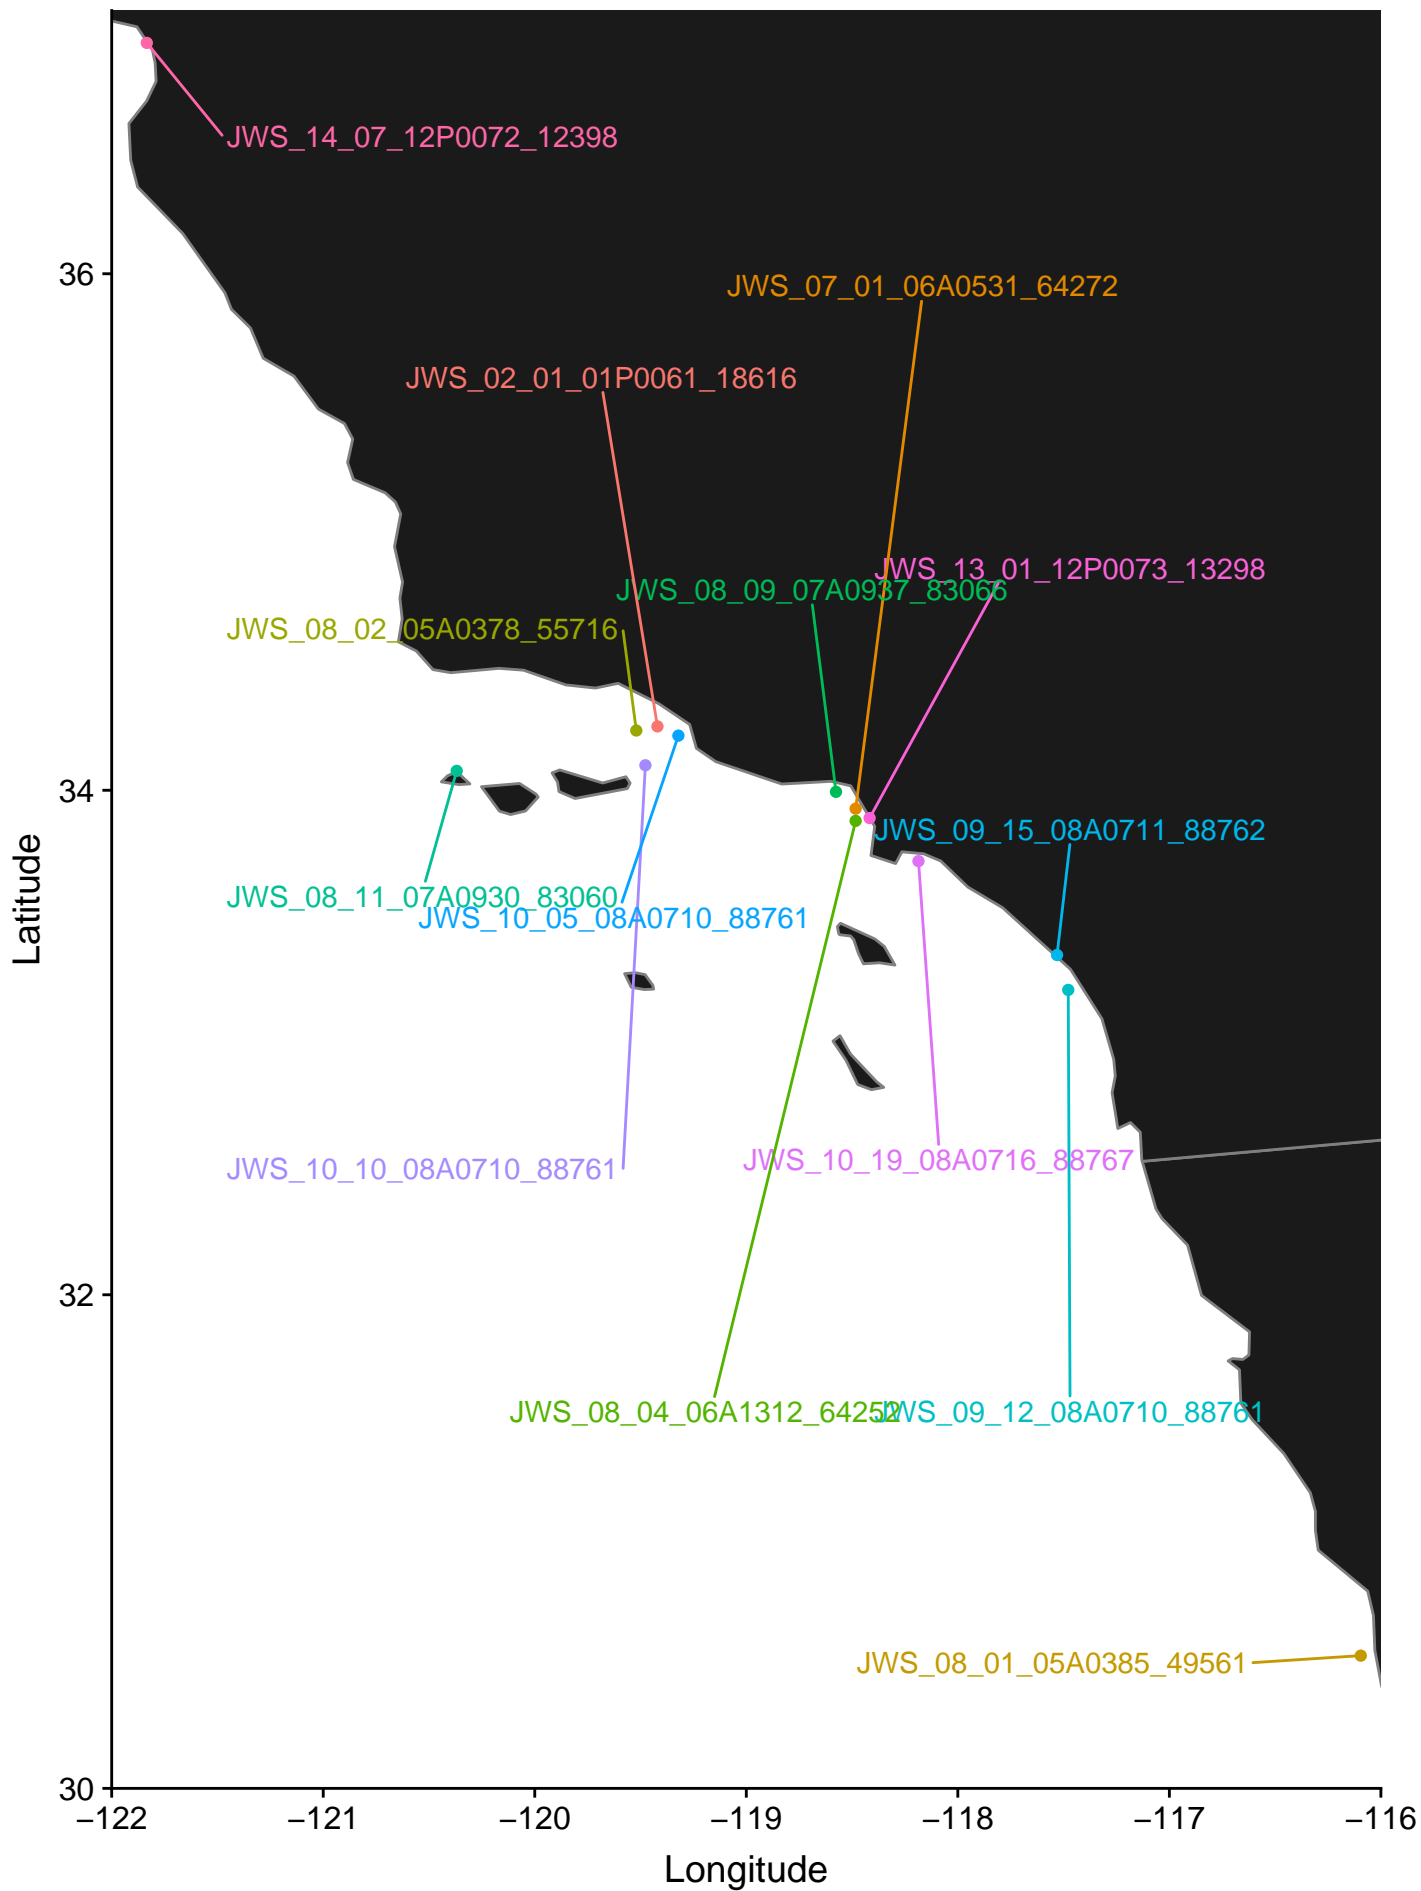 JWS_14_07_12P0072_12398
36
JWS_07_01_06A0531_64272
JWS_02_01_01P0061_18616
JWS_13_01_12P0073_13298
JWS_08_09_07A0937_83066
JWS_08_02_05A0378_55716
34
JWS_09_15_08A0711_88762
Latitude
JWS_08_11_07A0930_83060
JWS_10_05_08A0710_88761
JWS_10_10_08A0710_88761
JWS_10_19_08A0716_88767
32
JWS_08_04_06A1312_64252
JWS_09_12_08A0710_88761
JWS_08_01_05A0385_49561
30
−122 −121 −120 −119 −118 −117 −116
Longitude